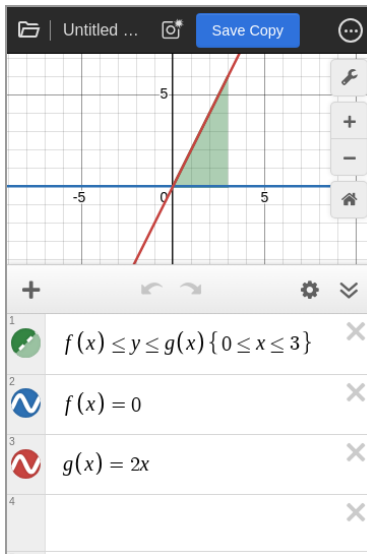 Untitled ...
Save Copy
5
-5
0
5
1
f(x) ≤ y ≤ g(x) { 0 ≤ x ≤ 3 }
2
f(x) = 0
3
g(x) = 2x
4